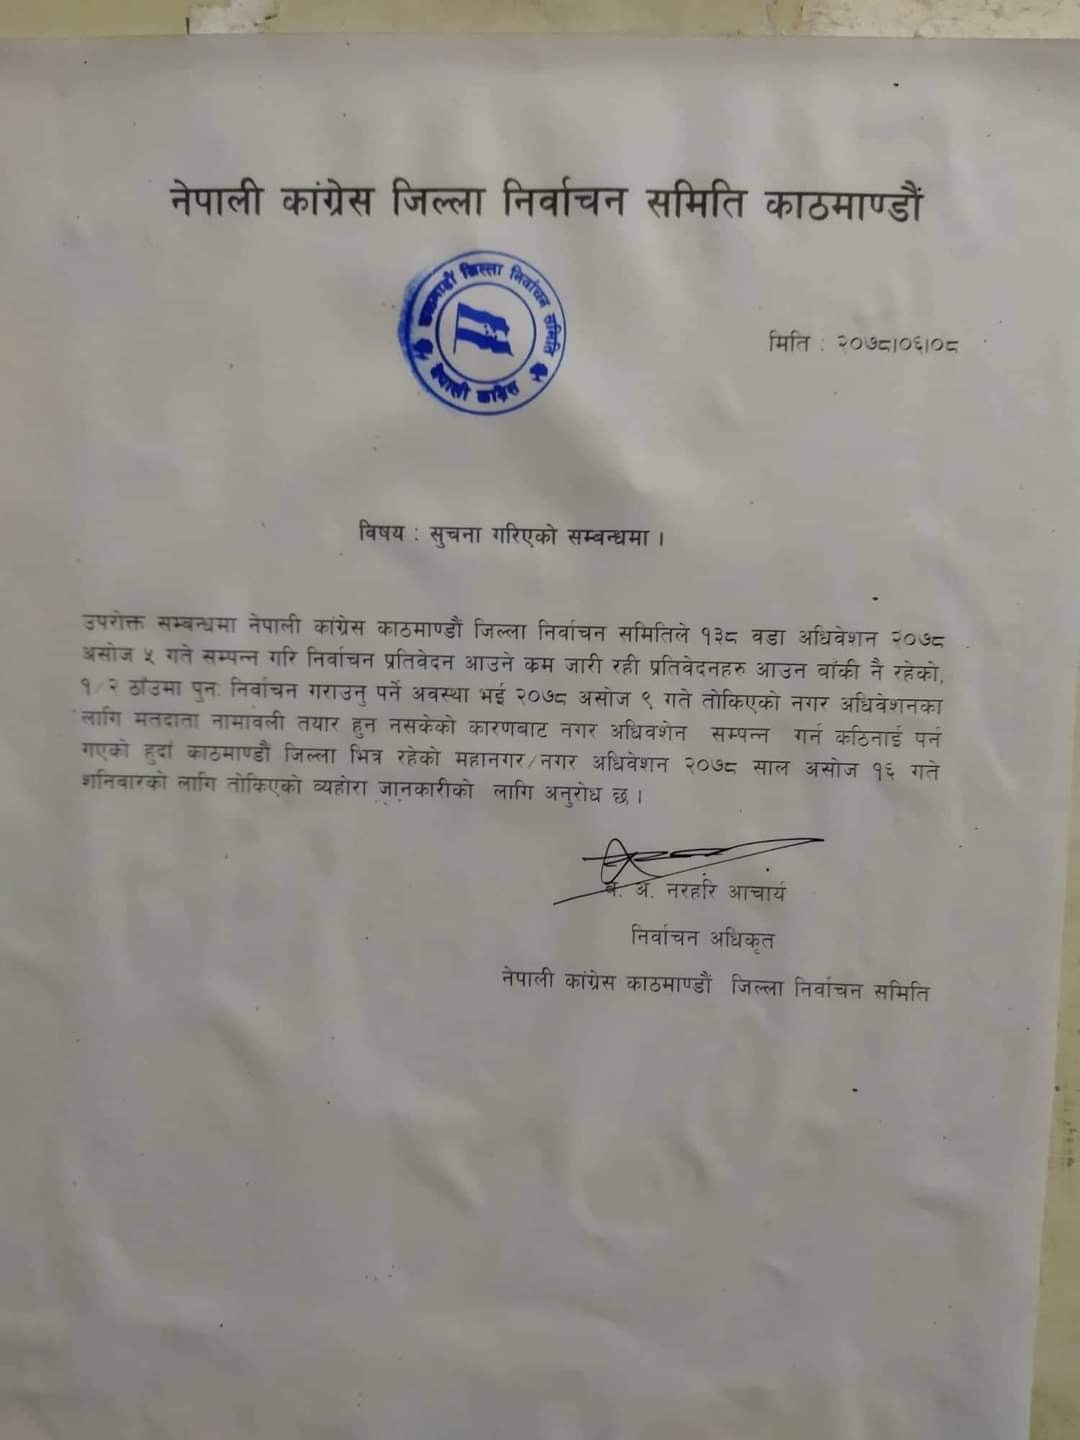 नेपाली कांग्रेस जिल्ला निर्वाचन समिति काठमाण्डौं
काठमाडौं जिल्ला निर्वाचन समिति
नेपाली कांग्रेस
मिति : २०७८।०६।०८
विषय : सुचना गरिएको सम्बन्धमा ।
उपरोक्त सम्बन्धमा नेपाली कांग्रेस काठमाण्डौं जिल्ला निर्वाचन समितिले १३८ वडा अधिवेशन २०७८
असोज ५ गते सम्पन्न गरि निर्वाचन प्रतिवेदन आउने क्रम जारी रही प्रतिवेदनहरु आउन बाँकी नै रहेको,
१/२ ठाँउमा पुनः निर्वाचन गराउनु पर्ने अवस्था भई २०७८ असोज ९ गते तोकिएको नगर अधिवेशनका
लागि मतदाता नामावली तयार हुन नसकेको कारणबाट नगर अधिवशेन सम्पन्न गर्न कठिनाई पर्न
गएको हुदाँ काठमाण्डौं जिल्ला भित्र रहेको महानगर/नगर अधिवेशन २०७८ साल असोज १६ गते
शनिवारको लागि तोकिएको व्यहोरा जानकारीको लागि अनुरोध छ ।
अ. नरहरि आचार्य
निर्वाचन अधिकृत
नेपाली कांग्रेस काठमाण्डौं जिल्ला निर्वाचन समिति